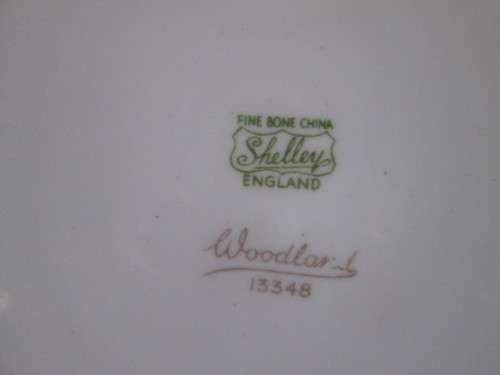 FINE BONE CHINA
Shelley
ENGLAND
Woodland
13348